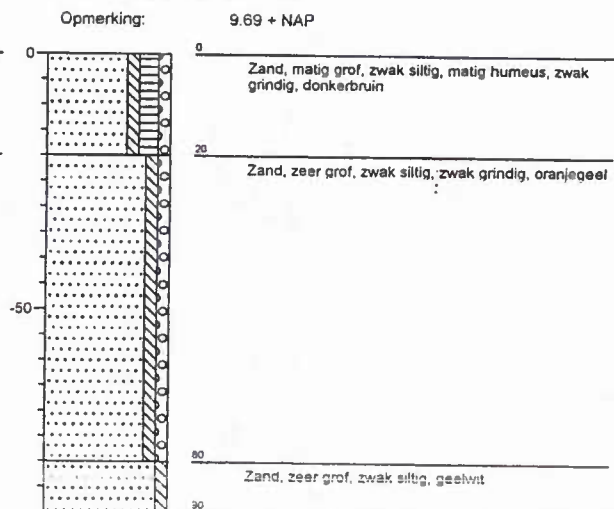 Opmerking: 9.69 + NAP
0
0
Zand, matig grof, zwak siltig, matig humeus, zwak
grindig, donkerbruin
20
Zand, zeer grof, zwak siltig, zwak grindig, oranjegeel
-50
80
Zand, zeer grof, zwak siltig, geelwit
90